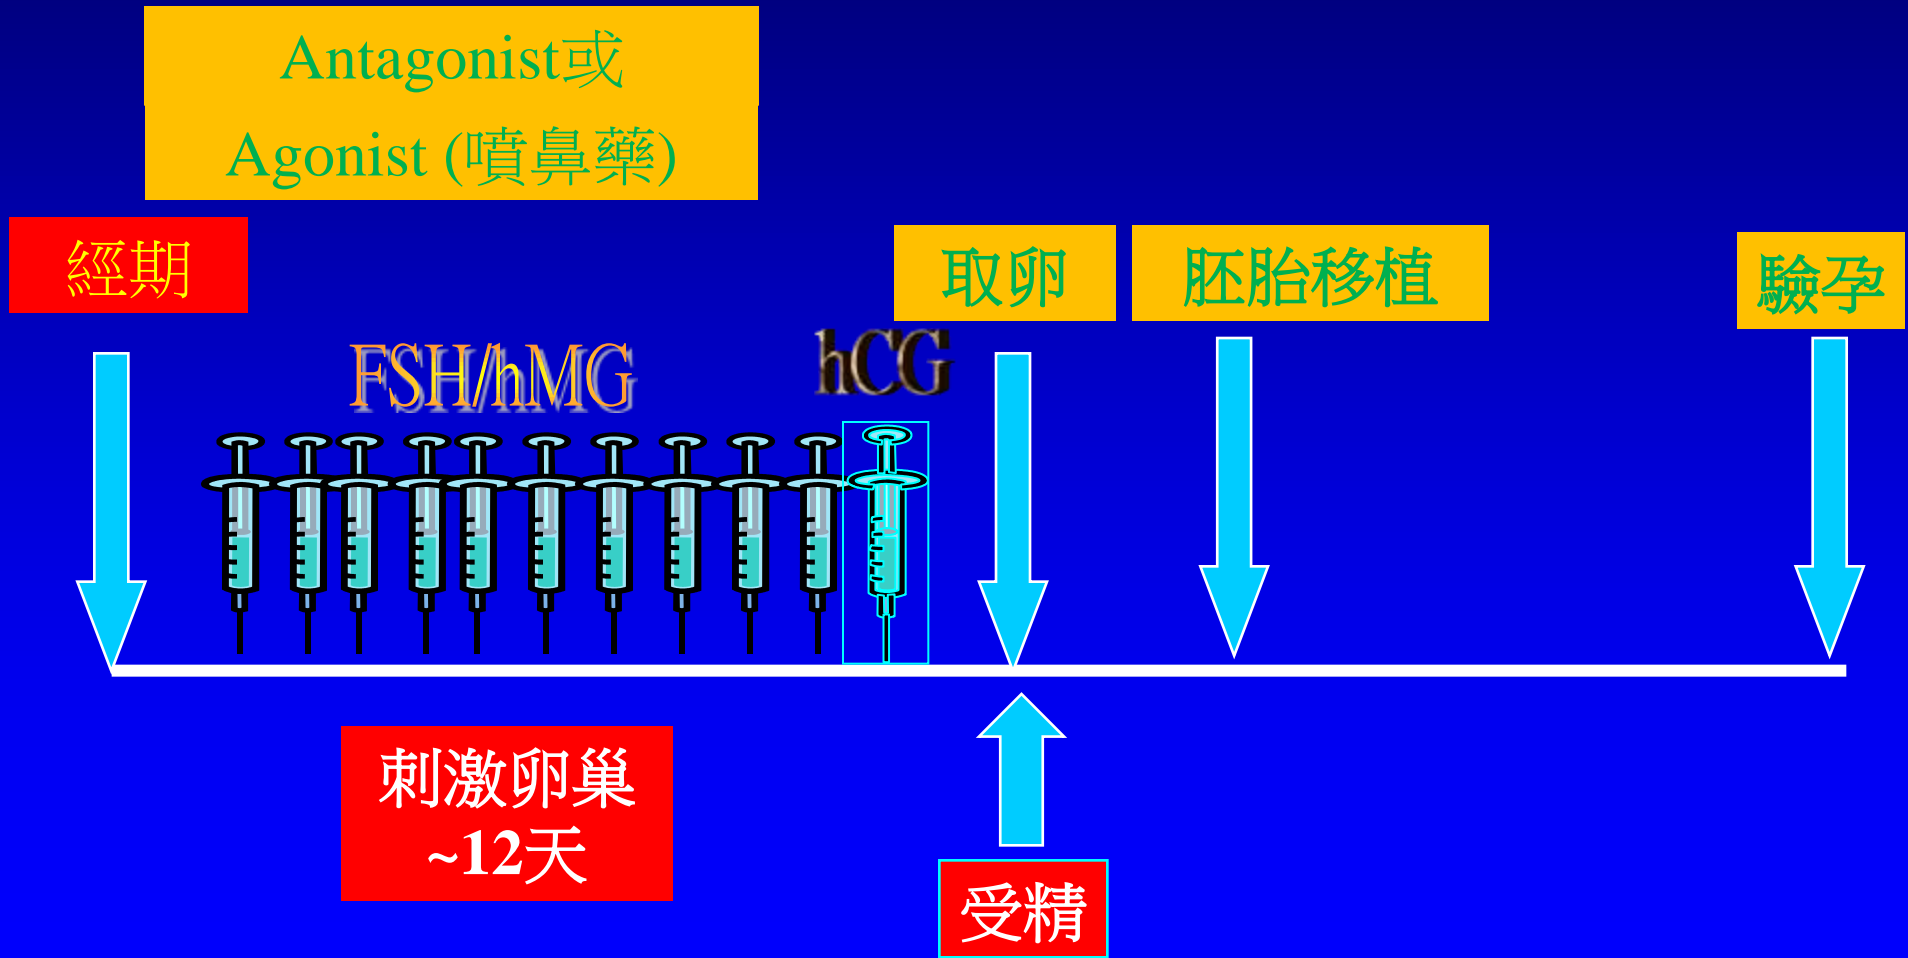 Antagonist或
Agonist (噴鼻藥)
經期
取卵
胚胎移植
驗孕
FSH/hMG
hCG
刺激卵巢
~12天
受精